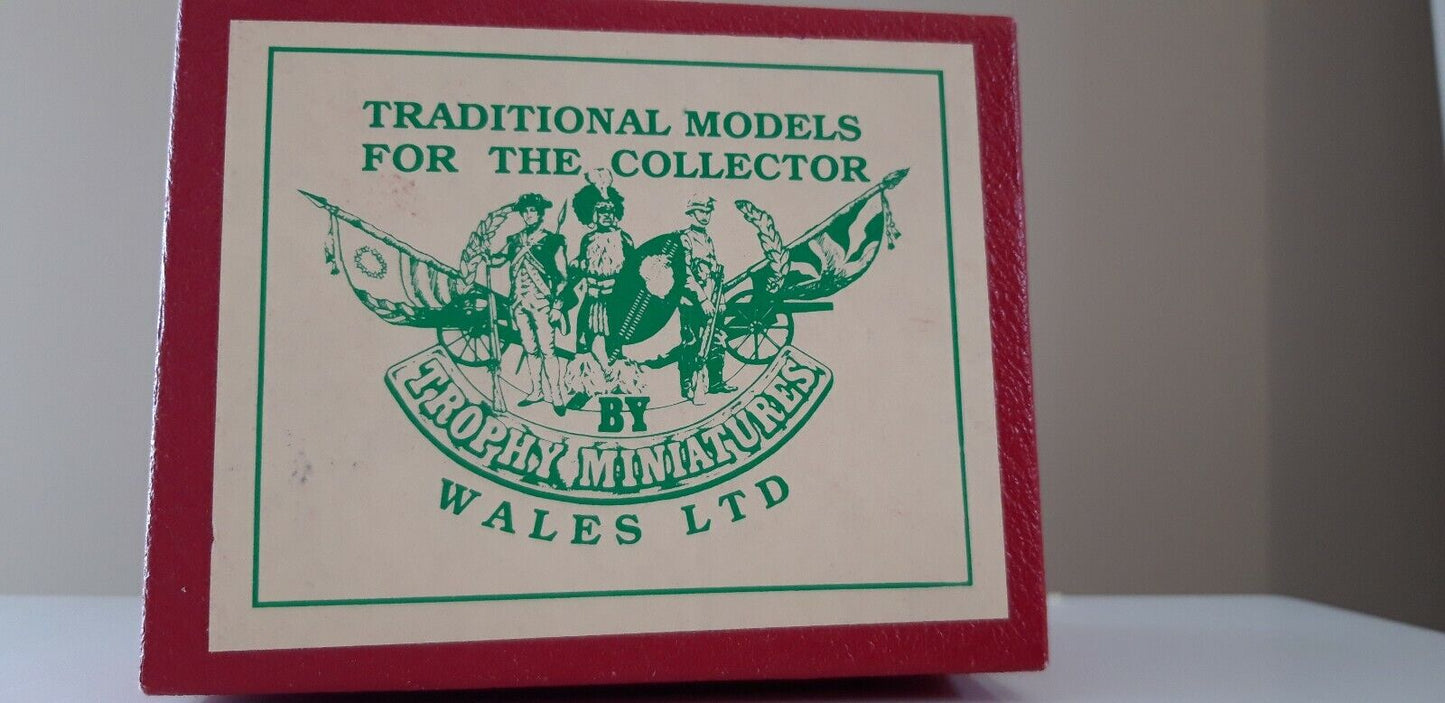 TRADITIONAL MODELS
FOR THE COLLECTOR
BY
TROPHY MINIATURES
WALES LTD